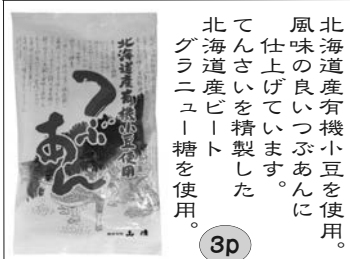 北海道産有機小豆を使用。
風味の良いつぶあんに
仕上げています。
てんさいを精製した
北海道産ビート
グラニュー糖を使用。
3p
北海道産有機小豆使用
つぶ
あん